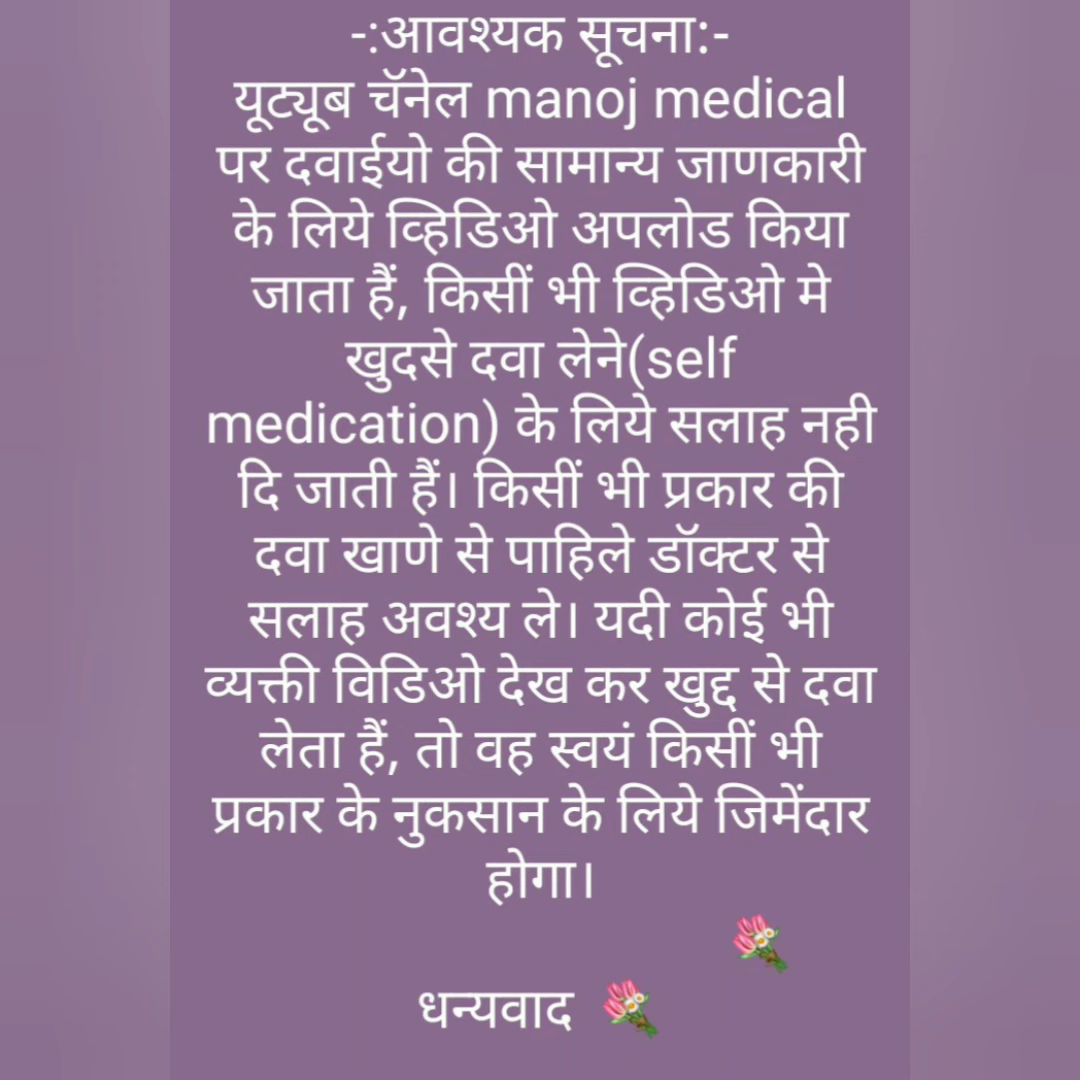 -:आवश्यक सूचना:-
यूट्यूब चॅनेल manoj medical
पर दवाईयो की सामान्य जाणकारी
के लिये व्हिडिओ अपलोड किया
जाता हैं, किसीं भी व्हिडिओ मे
खुदसे दवा लेने(self
medication) के लिये सलाह नही
दि जाती हैं। किसीं भी प्रकार की
दवा खाणे से पाहिले डॉक्टर से
सलाह अवश्य ले। यदी कोई भी
व्यक्ती विडिओ देख कर खुद्द से दवा
लेता हैं, तो वह स्वयं किसीं भी
प्रकार के नुकसान के लिये जिमेंदार
होगा।
धन्यवाद